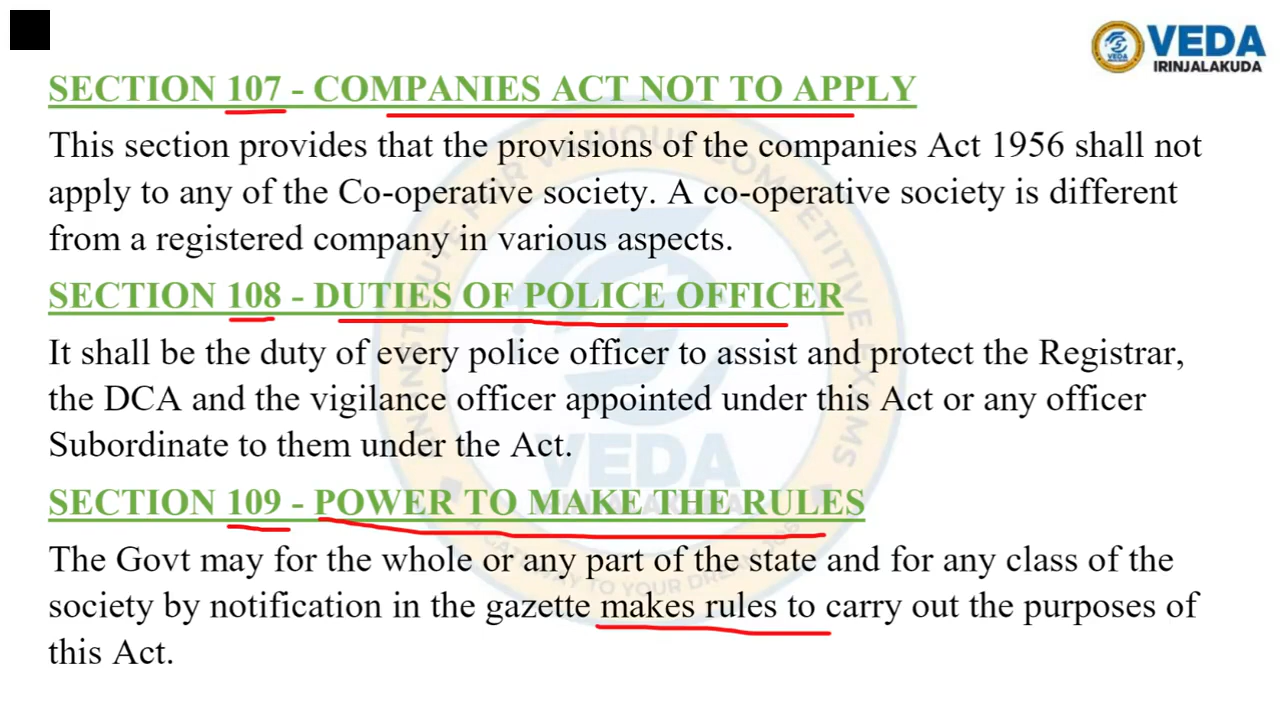 VEDA
IRINJALAKUDA
SECTION 107 - COMPANIES ACT NOT TO APPLY
This section provides that the provisions of the companies Act 1956 shall not
apply to any of the Co-operative society. A co-operative society is different
from a registered company in various aspects.
SECTION 108 - DUTIES OF POLICE OFFICER
It shall be the duty of every police officer to assist and protect the Registrar,
the DCA and the vigilance officer appointed under this Act or any officer
Subordinate to them under the Act.
SECTION 109 - POWER TO MAKE THE RULES
The Govt may for the whole or any part of the state and for any class of the
society by notification in the gazette makes rules to carry out the purposes of
this Act.